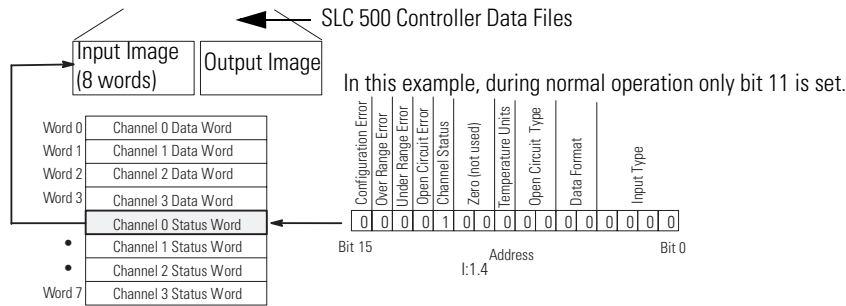 SLC 500 Controller Data Files
Input Image
(8 words)
Output Image
In this example, during normal operation only bit 11 is set.
Word 0 Channel 0 Data Word
Word 1 Channel 1 Data Word
Word 2 Channel 2 Data Word
Word 3 Channel 3 Data Word
Channel 0 Status Word
• Channel 1 Status Word
• Channel 2 Status Word
Word 7 Channel 3 Status Word
Configuration Error
Over Range Error
Under Range Error
Open Circuit Error
Channel Status
Zero (not used)
Temperature Units
Open Circuit Type
Data Format
Input Type
0 0 0 0 1 0 0 0 0 0 0 0 0 0 0 0
Bit 15 Address Bit 0
I:1.4